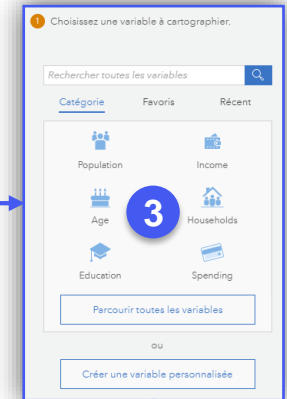 1 Choisissez une variable à cartographier.
Rechercher toutes les variables
Catégorie Favoris Récent
Population Income
Age 3 Households
Education Spending
Parcourir toutes les variables
ou
Créer une variable personnalisée